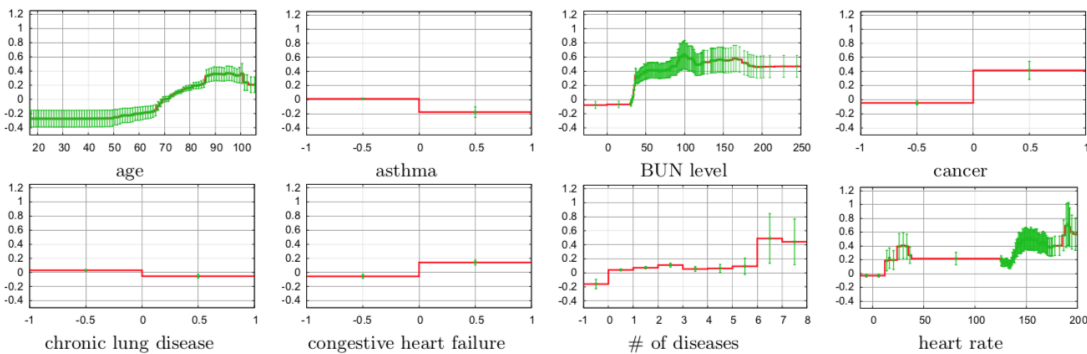 1.2 1 0.8 0.6 0.4 0.2 0 -0.2 -0.4
20 30 40 50 60 70 80 90 100
age
1.2 1 0.8 0.6 0.4 0.2 0 -0.2 -0.4
-1 -0.5 0 0.5 1
asthma
1.2 1 0.8 0.6 0.4 0.2 0 -0.2 -0.4
0 50 100 150 200 250
BUN level
1.2 1 0.8 0.6 0.4 0.2 0 -0.2 -0.4
-1 -0.5 0 0.5 1
cancer
1.2 1 0.8 0.6 0.4 0.2 0 -0.2 -0.4
-1 -0.5 0 0.5 1
chronic lung disease
1.2 1 0.8 0.6 0.4 0.2 0 -0.2 -0.4
-1 -0.5 0 0.5 1
congestive heart failure
1.2 1 0.8 0.6 0.4 0.2 0 -0.2 -0.4
-1 0 1 2 3 4 5 6 7 8
# of diseases
1.2 1 0.8 0.6 0.4 0.2 0 -0.2 -0.4
0 50 100 150 200
heart rate